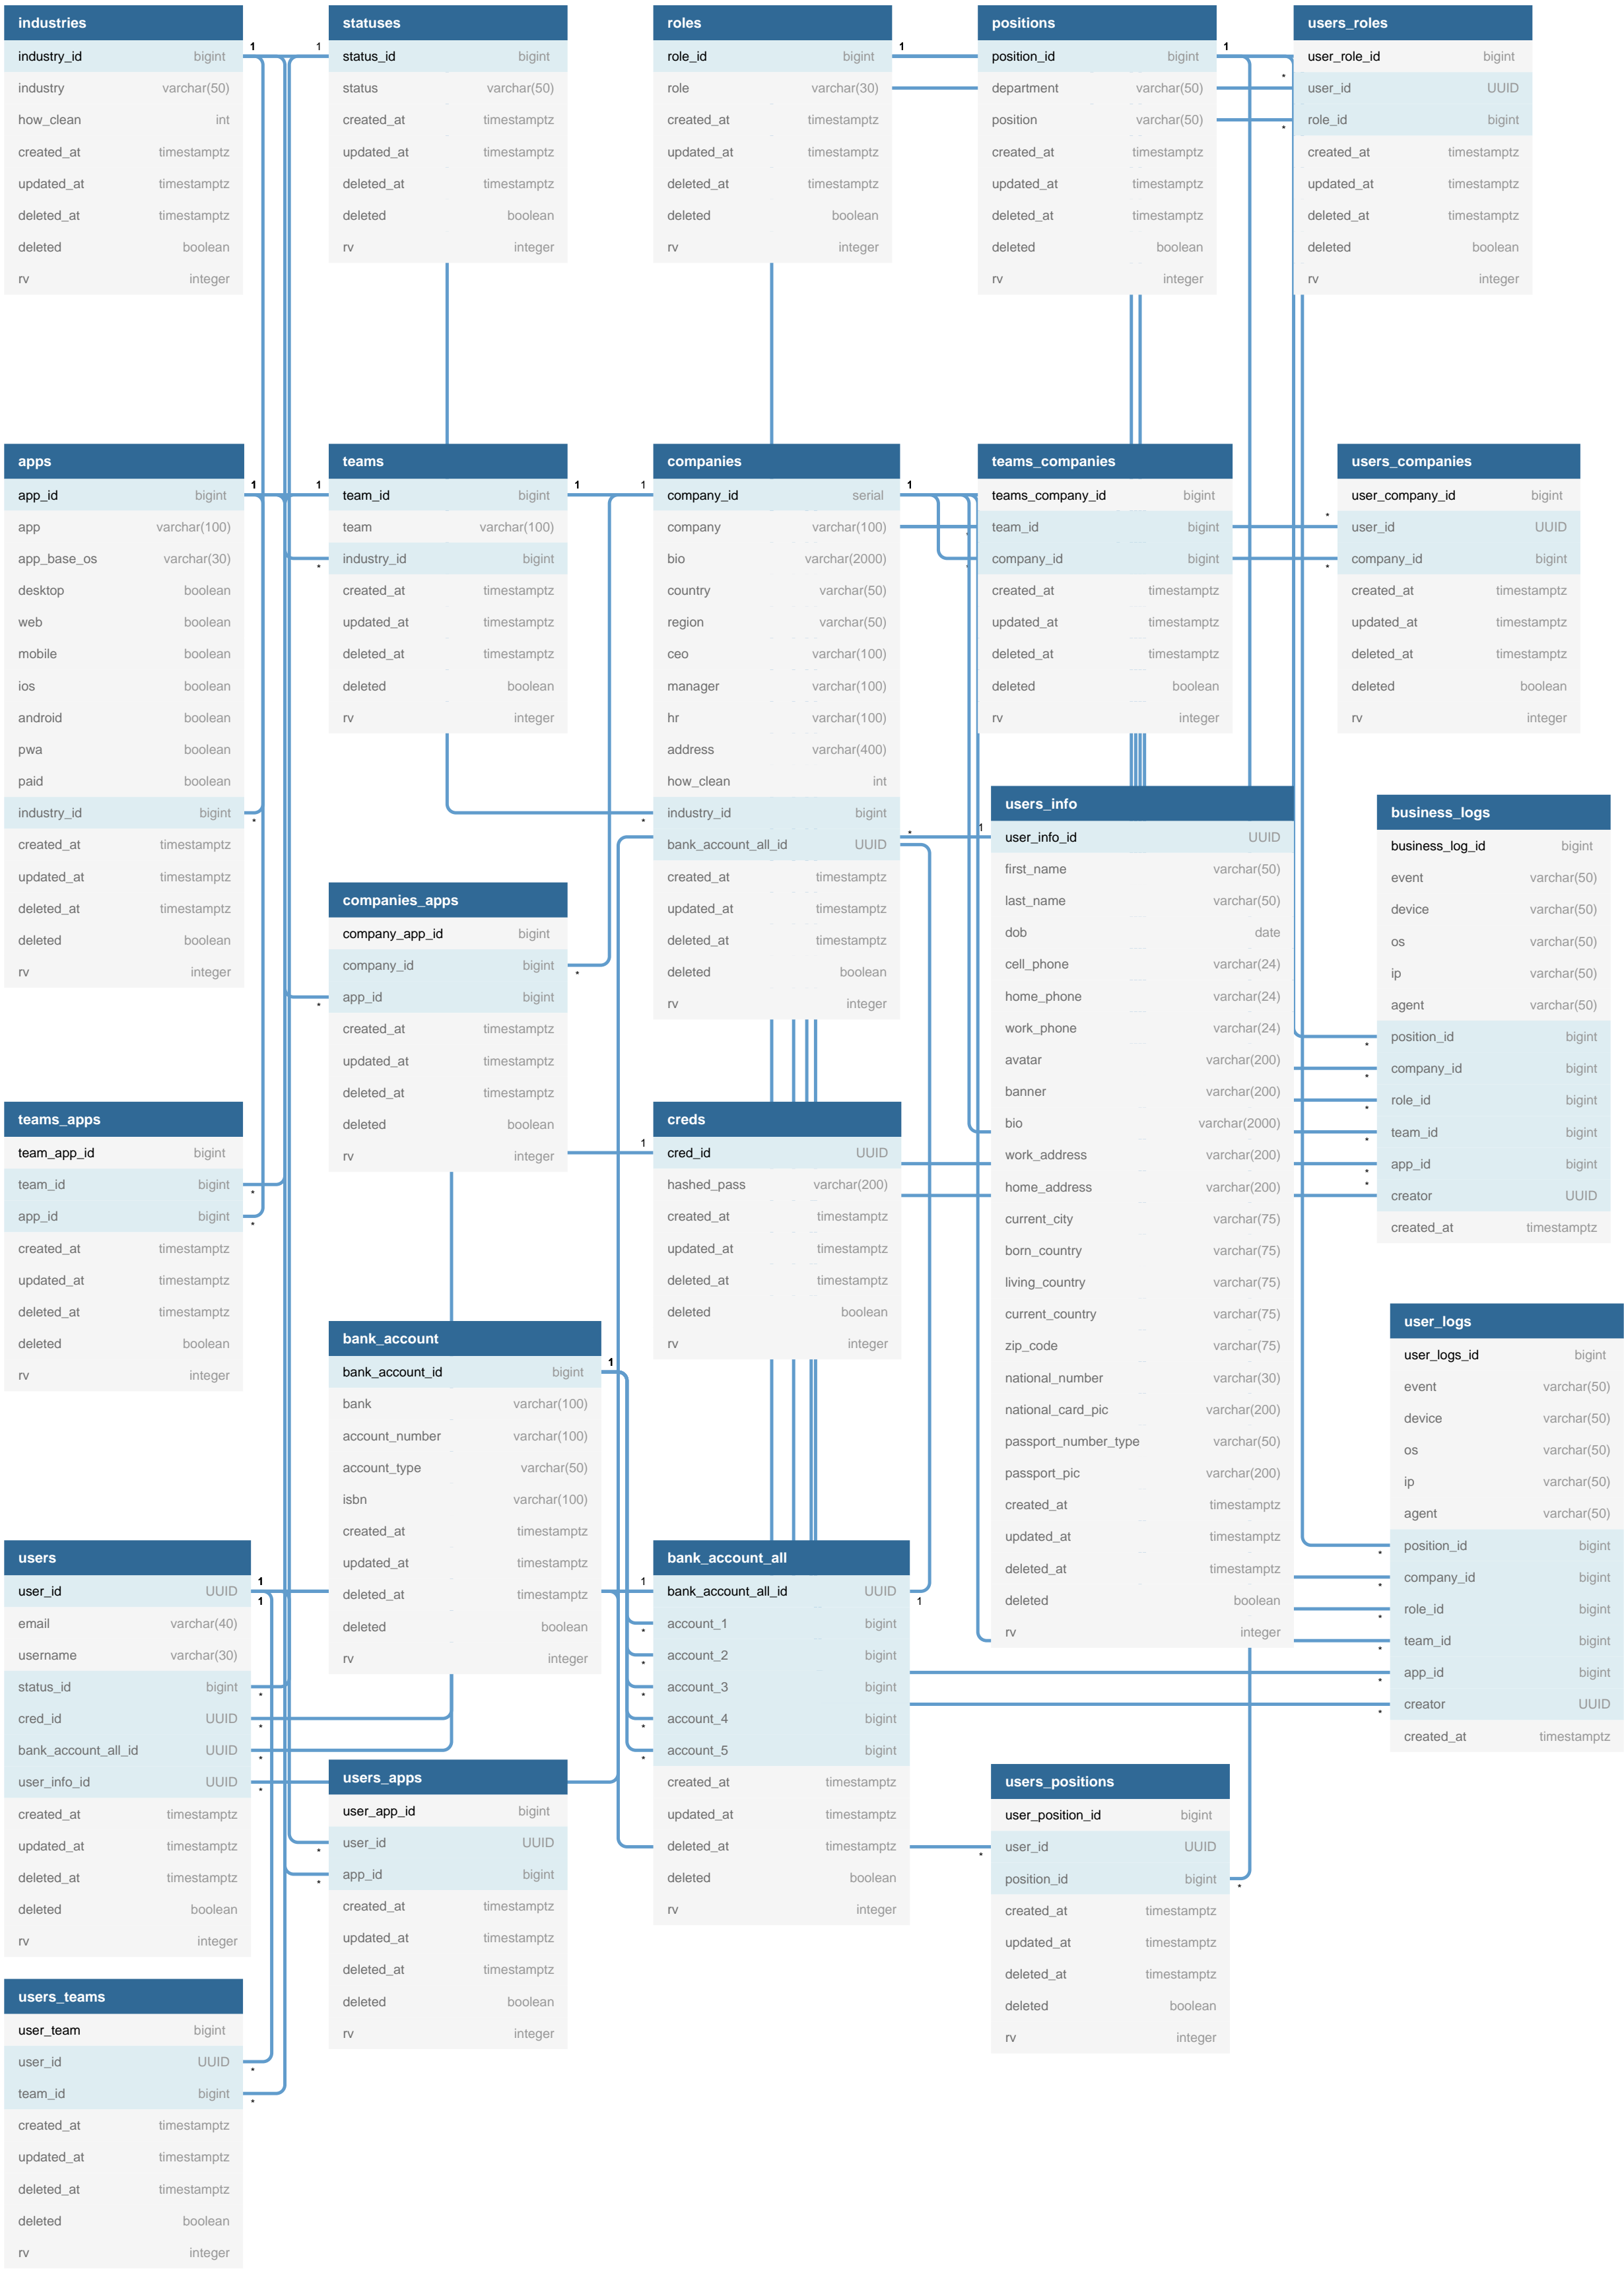 industries
industry_id bigint
industry varchar(50)
how_clean int
created_at timestamptz
updated_at timestamptz
deleted_at timestamptz
deleted boolean
rv integer
1
statuses
status_id bigint
status varchar(50)
created_at timestamptz
updated_at timestamptz
deleted_at timestamptz
deleted boolean
rv integer
1
roles
role_id bigint
role varchar(30)
created_at timestamptz
updated_at timestamptz
deleted_at timestamptz
deleted boolean
rv integer
1
positions
position_id bigint
department varchar(50)
position varchar(50)
created_at timestamptz
updated_at timestamptz
deleted_at timestamptz
deleted boolean
rv integer
1
users_roles
user_role_id bigint
* user_id UUID
* role_id bigint
created_at timestamptz
updated_at timestamptz
deleted_at timestamptz
deleted boolean
rv integer
apps
app_id bigint
app varchar(100)
app_base_os varchar(30)
desktop boolean
web boolean
mobile boolean
ios boolean
android boolean
pwa boolean
paid boolean
industry_id bigint *
created_at timestamptz
updated_at timestamptz
deleted_at timestamptz
deleted boolean
rv integer
1
1
teams
team_id bigint
team varchar(100)
* industry_id bigint
created_at timestamptz
updated_at timestamptz
deleted_at timestamptz
deleted boolean
rv integer
1
1
companies
company_id serial
company varchar(100)
bio varchar(2000)
country varchar(50)
region varchar(50)
ceo varchar(100)
manager varchar(100)
hr varchar(100)
address varchar(400)
how_clean int
* industry_id bigint
bank_account_all_id UUID *
created_at timestamptz
updated_at timestamptz
deleted_at timestamptz
deleted boolean
rv integer
1
teams_companies
teams_company_id bigint
team_id bigint
company_id bigint
created_at timestamptz
updated_at timestamptz
deleted_at timestamptz
deleted boolean
rv integer
users_companies
user_company_id bigint
* user_id UUID
* company_id bigint
created_at timestamptz
updated_at timestamptz
deleted_at timestamptz
deleted boolean
rv integer
companies_apps
company_app_id bigint
company_id bigint *
* app_id bigint
created_at timestamptz
updated_at timestamptz
deleted_at timestamptz
deleted boolean
rv integer
users_info
1 user_info_id UUID
first_name varchar(50)
last_name varchar(50)
dob date
cell_phone varchar(24)
home_phone varchar(24)
work_phone varchar(24)
avatar varchar(200)
banner varchar(200)
bio varchar(2000)
work_address varchar(200)
home_address varchar(200)
current_city varchar(75)
born_country varchar(75)
living_country varchar(75)
current_country varchar(75)
zip_code varchar(75)
national_number varchar(30)
national_card_pic varchar(200)
passport_number_type varchar(50)
passport_pic varchar(200)
created_at timestamptz
updated_at timestamptz
deleted_at timestamptz
deleted boolean
rv integer
business_logs
business_log_id bigint
event varchar(50)
device varchar(50)
os varchar(50)
ip varchar(50)
agent varchar(50)
* position_id bigint
* company_id bigint
* role_id bigint
* team_id bigint
* app_id bigint
* creator UUID
created_at timestamptz
teams_apps
team_app_id bigint
team_id bigint *
app_id bigint *
created_at timestamptz
updated_at timestamptz
deleted_at timestamptz
deleted boolean
rv integer
creds
1 cred_id UUID
hashed_pass varchar(200)
created_at timestamptz
updated_at timestamptz
deleted_at timestamptz
deleted boolean
rv integer
bank_account
bank_account_id bigint 1
bank varchar(100)
account_number varchar(100)
account_type varchar(50)
isbn varchar(100)
created_at timestamptz
updated_at timestamptz
deleted_at timestamptz
deleted boolean
rv integer
user_logs
user_logs_id bigint
event varchar(50)
device varchar(50)
os varchar(50)
ip varchar(50)
agent varchar(50)
* position_id bigint
* company_id bigint
* role_id bigint
* team_id bigint
* app_id bigint
* creator UUID
created_at timestamptz
users
user_id UUID 1
1
email varchar(40)
username varchar(30)
status_id bigint *
cred_id UUID *
bank_account_all_id UUID *
user_info_id UUID *
created_at timestamptz
updated_at timestamptz
deleted_at timestamptz
deleted boolean
rv integer
bank_account_all
1 bank_account_all_id UUID 1
* account_1 bigint
* account_2 bigint
* account_3 bigint
* account_4 bigint
* account_5 bigint
created_at timestamptz
updated_at timestamptz
deleted_at timestamptz
deleted boolean
rv integer
users_apps
user_app_id bigint
* user_id UUID
* app_id bigint
created_at timestamptz
updated_at timestamptz
deleted_at timestamptz
deleted boolean
rv integer
users_positions
user_position_id bigint
* user_id UUID
position_id bigint *
created_at timestamptz
updated_at timestamptz
deleted_at timestamptz
deleted boolean
rv integer
users_teams
user_team bigint
user_id UUID *
team_id bigint *
created_at timestamptz
updated_at timestamptz
deleted_at timestamptz
deleted boolean
rv integer